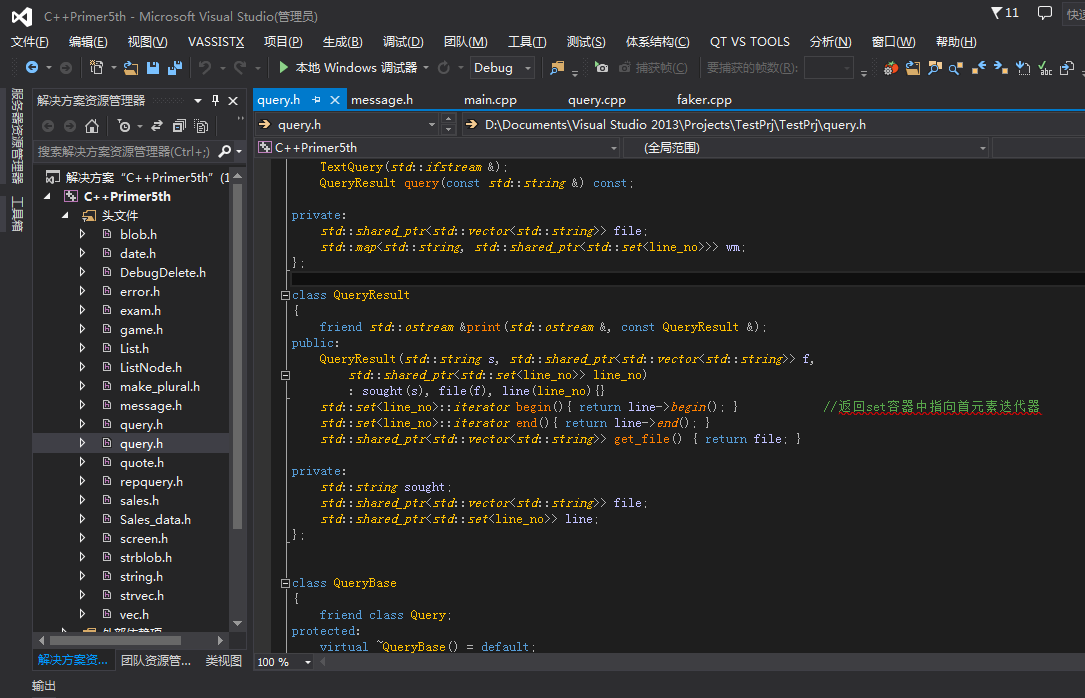 C++Primer5th - Microsoft Visual Studio(管理员)
11
快速
文件(F) 编辑(E) 视图(V) VASSISTX 项目(P) 生成(B) 调试(D) 团队(M) 工具(T) 测试(S) 体系结构(C) QT VS TOOLS 分析(N) 窗口(W) 帮助(H)
本地 Windows 调试器 Debug 捕获帧(C) 要捕获的帧数(R): abc
服务器资源管理器
工具箱
解决方案资源管理器
搜索解决方案资源管理器(Ctrl+;)
解决方案 "C++Primer5th" (1
C++Primer5th
头文件
blob.h
date.h
DebugDelete.h
error.h
exam.h
game.h
List.h
ListNode.h
make_plural.h
message.h
query.h
query.h
quote.h
repquery.h
sales.h
Sales_data.h
screen.h
strblob.h
string.h
strvec.h
vec.h
外部依赖项
解决方案资... 团队资源管... 类视图
输出
query.h message.h main.cpp query.cpp faker.cpp
query.h D:\Documents\Visual Studio 2013\Projects\TestPrj\TestPrj\query.h
C++Primer5th (全局范围)
TextQuery(std::ifstream &);
QueryResult query(const std::string &) const;
private:
std::shared_ptr<std::vector<std::string>> file;
std::map<std::string, std::shared_ptr<std::set<line_no>>> wm;
};
class QueryResult
{
friend std::ostream &print(std::ostream &, const QueryResult &);
public:
QueryResult(std::string s, std::shared_ptr<std::vector<std::string>> f,
std::shared_ptr<std::set<line_no>> line_no)
: sought(s), file(f), line(line_no){}
std::set<line_no>::iterator begin(){ return line->begin(); } //返回set容器中指向首元素迭代器
std::set<line_no>::iterator end(){ return line->end(); }
std::shared_ptr<std::vector<std::string>> get_file() { return file; }
private:
std::string sought;
std::shared_ptr<std::vector<std::string>> file;
std::shared_ptr<std::set<line_no>> line;
};
class QueryBase
{
friend class Query;
protected:
virtual ~QueryBase() = default;
100 %